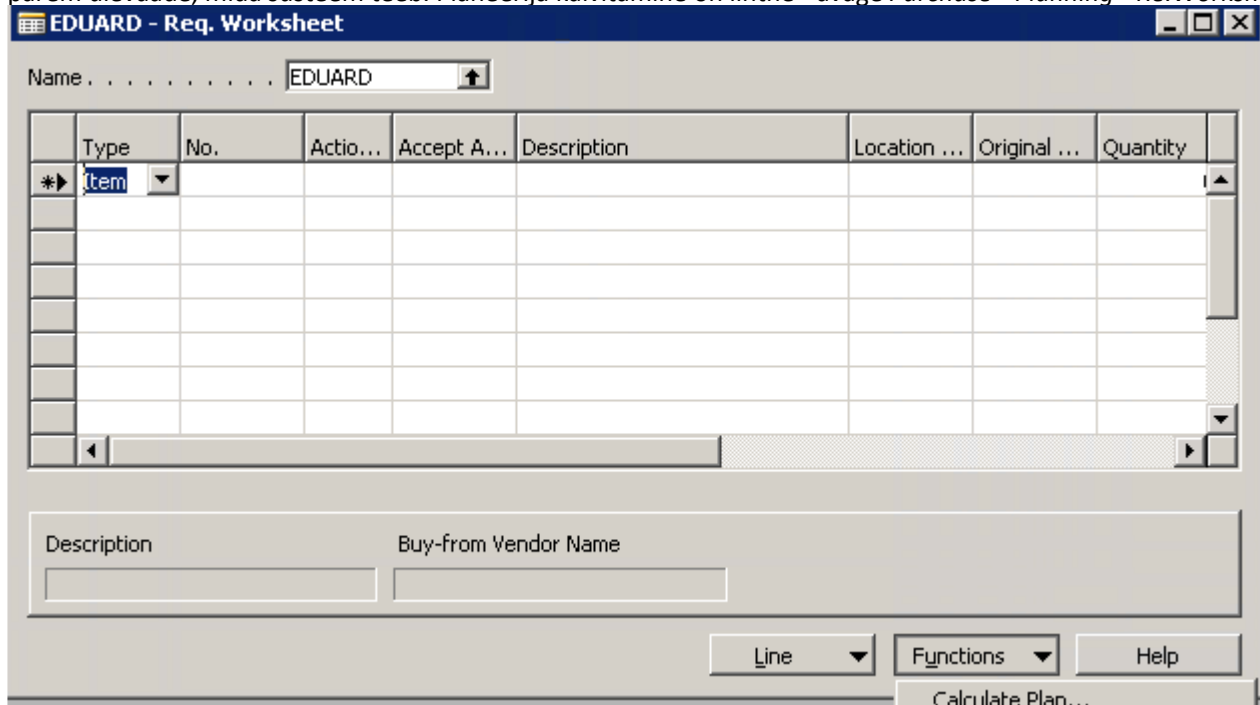 EDUARD - Req. Worksheet
Name . . . . . . . . . . EDUARD
Type No. Actio... Accept A... Description Location ... Original ... Quantity
Item
Description Buy-from Vendor Name
Line Functions Help
Calculate Plan...